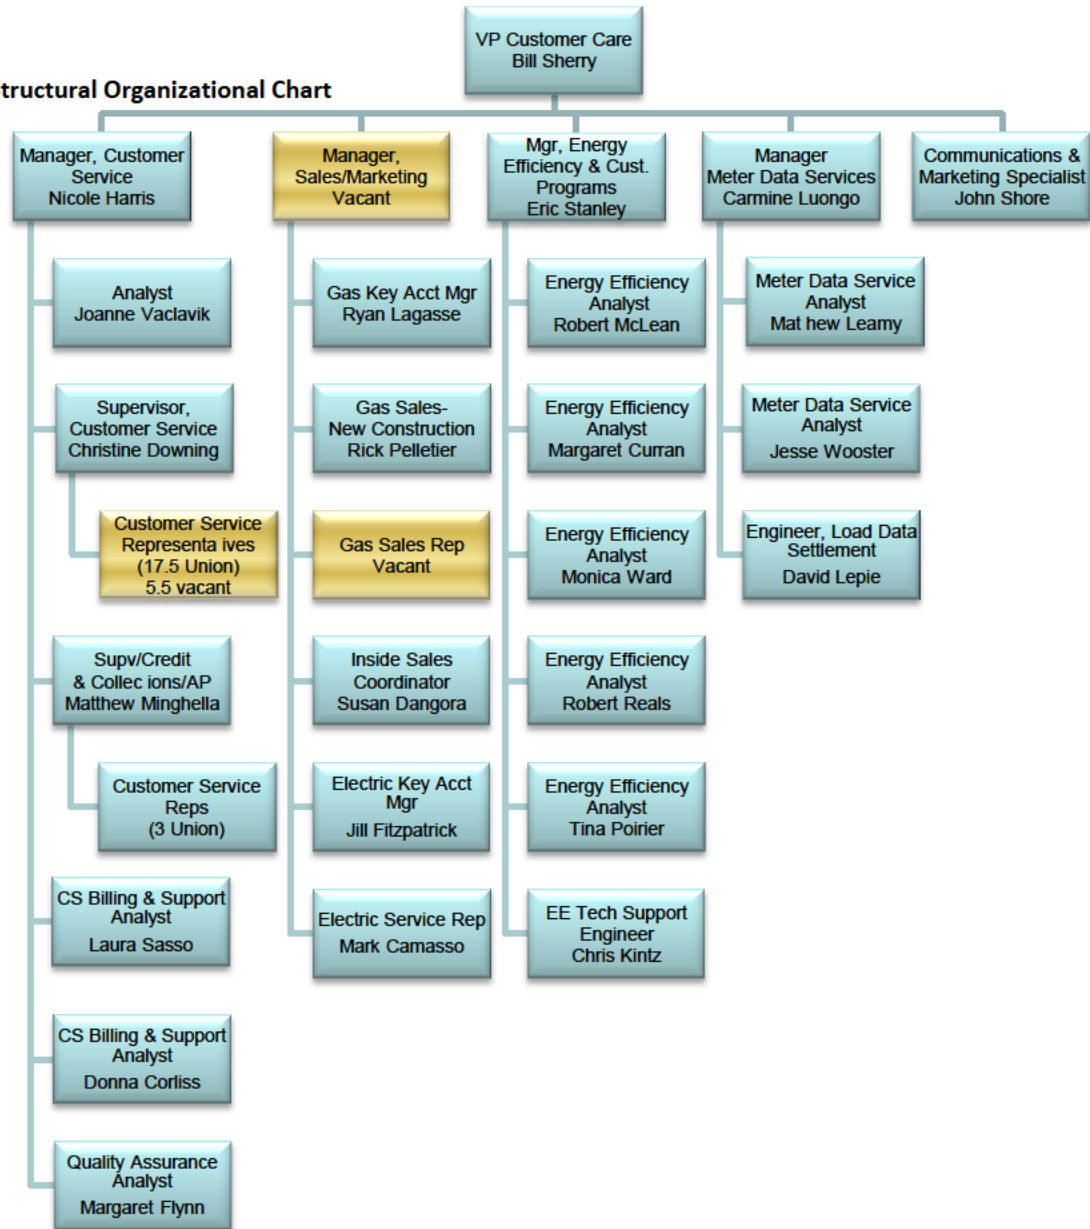 VP Customer Care
Bill Sherry
tructural Organizational Chart
Manager, Customer
Service
Nicole Harris
Manager,
Sales/Marketing
Vacant
Mgr, Energy
Efficiency & Cust.
Programs
Eric Stanley
Manager
Meter Data Services
Carmine Luongo
Communications &
Marketing Specialist
John Shore
Analyst
Joanne Vaclavik
Supervisor,
Customer Service
Christine Downing
Customer Service
Representa ives
(17.5 Union)
5.5 vacant
Supv/Credit
& Collec ions/AP
Matthew Minghella
Customer Service
Reps
(3 Union)
CS Billing & Support
Analyst
Laura Sasso
CS Billing & Support
Analyst
Donna Corliss
Quality Assurance
Analyst
Margaret Flynn
Gas Key Acct Mgr
Ryan Lagasse
Gas Sales-
New Construction
Rick Pelletier
Gas Sales Rep
Vacant
Inside Sales
Coordinator
Susan Dangora
Electric Key Acct
Mgr
Jill Fitzpatrick
Electric Service Rep
Mark Camasso
Energy Efficiency
Analyst
Robert McLean
Energy Efficiency
Analyst
Margaret Curran
Energy Efficiency
Analyst
Monica Ward
Energy Efficiency
Analyst
Robert Reals
Energy Efficiency
Analyst
Tina Poirier
EE Tech Support
Engineer
Chris Kintz
Meter Data Service
Analyst
Mat hew Leamy
Meter Data Service
Analyst
Jesse Wooster
Engineer, Load Data
Settlement
David Lepie